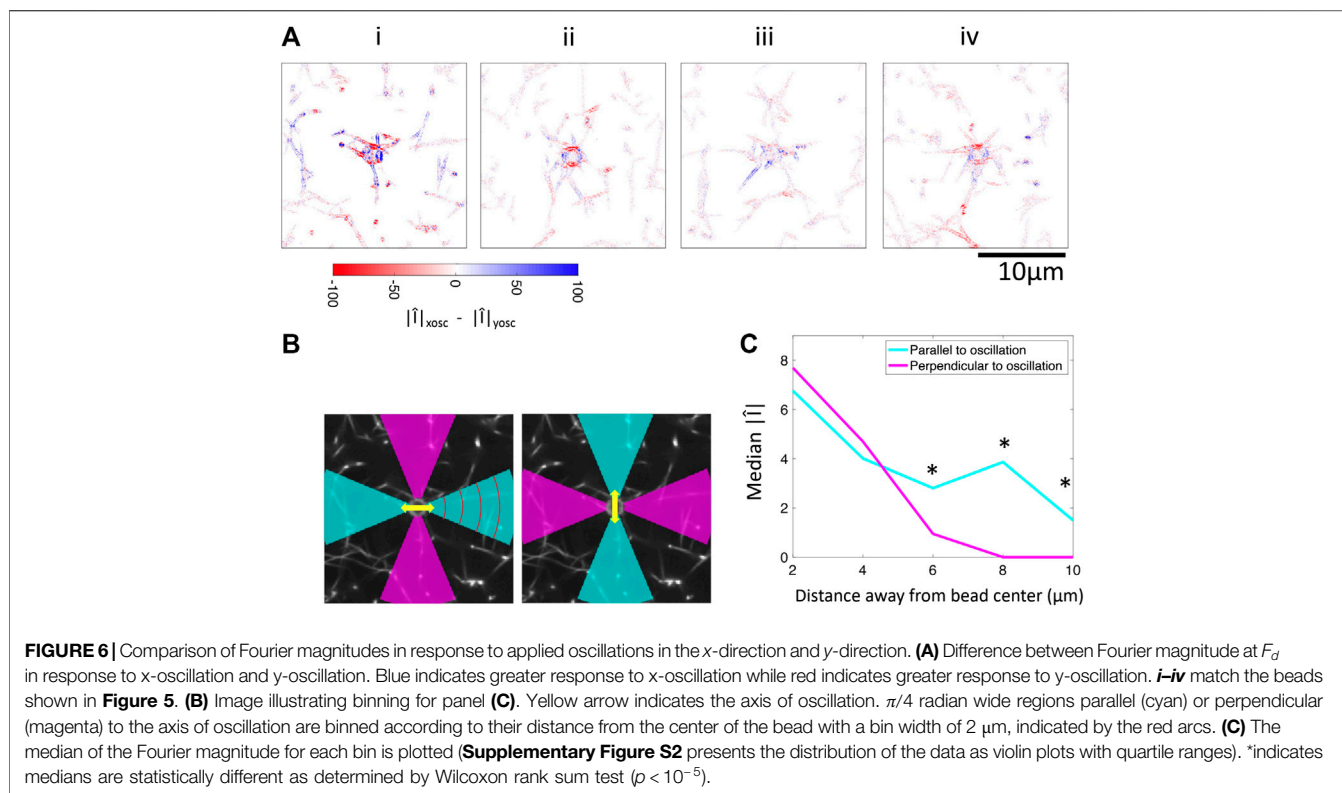 A
i
ii
iii
iv
10μm
-100
-50
0
50
100
|Î|xosc - |Î|yosc
B
C
Parallel to oscillation
Perpendicular to oscillation
8
6
4
2
0
Median |Î|
*
*
*
2
4
6
8
10
Distance away from bead center (μm)
FIGURE 6 | Comparison of Fourier magnitudes in response to applied oscillations in the x-direction and y-direction. (A) Difference between Fourier magnitude at F_d
in response to x-oscillation and y-oscillation. Blue indicates greater response to x-oscillation while red indicates greater response to y-oscillation. i–iv match the beads
shown in Figure 5. (B) Image illustrating binning for panel (C). Yellow arrow indicates the axis of oscillation. π/4 radian wide regions parallel (cyan) or perpendicular
(magenta) to the axis of oscillation are binned according to their distance from the center of the bead with a bin width of 2 μm, indicated by the red arcs. (C) The
median of the Fourier magnitude for each bin is plotted (Supplementary Figure S2 presents the distribution of the data as violin plots with quartile ranges). *indicates
medians are statistically different as determined by Wilcoxon rank sum test (p < 10⁻⁵).